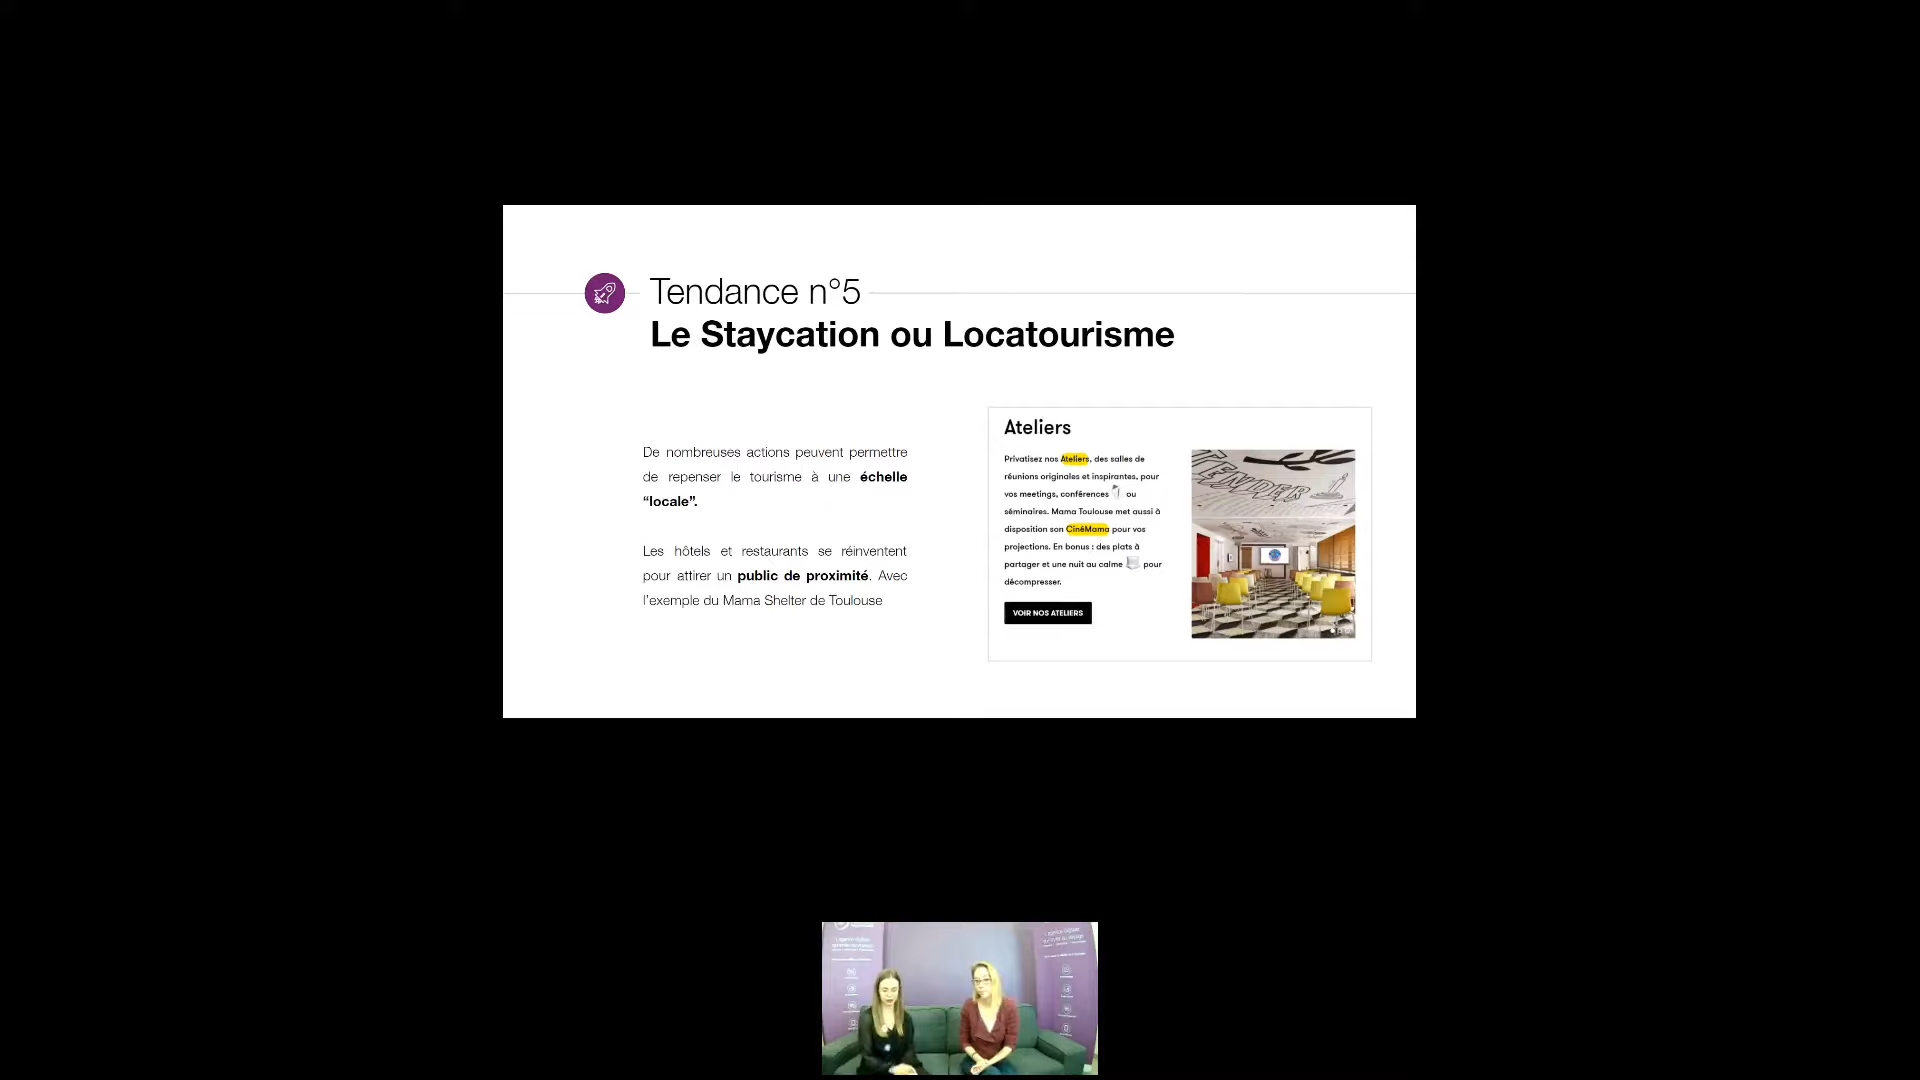 Tendance n°5
Le Staycation ou Locatourisme
De nombreuses actions peuvent permettre
de repenser le tourisme à une échelle
“locale”.
Les hôtels et restaurants se réinventent
pour attirer un public de proximité. Avec
l’exemple du Mama Shelter de Toulouse
Ateliers
Privatisez nos Ateliers, des salles de
réunions originales et inspirantes, pour
vos meetings, conférences ou
séminaires. Mama Toulouse met aussi à
disposition son CinéMama pour vos
projections. En bonus : des plats à
partager et une nuit au calme pour
décompresser.
VOIR NOS ATELIERS
TENDER